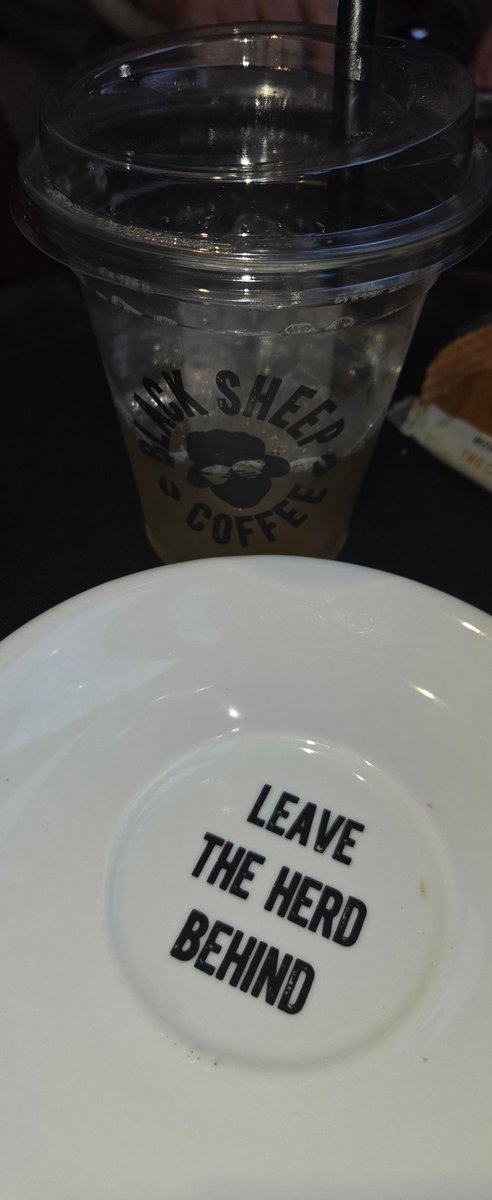 BLACK SHEEP
COFFEE
LEAVE
THE HERD
BEHIND